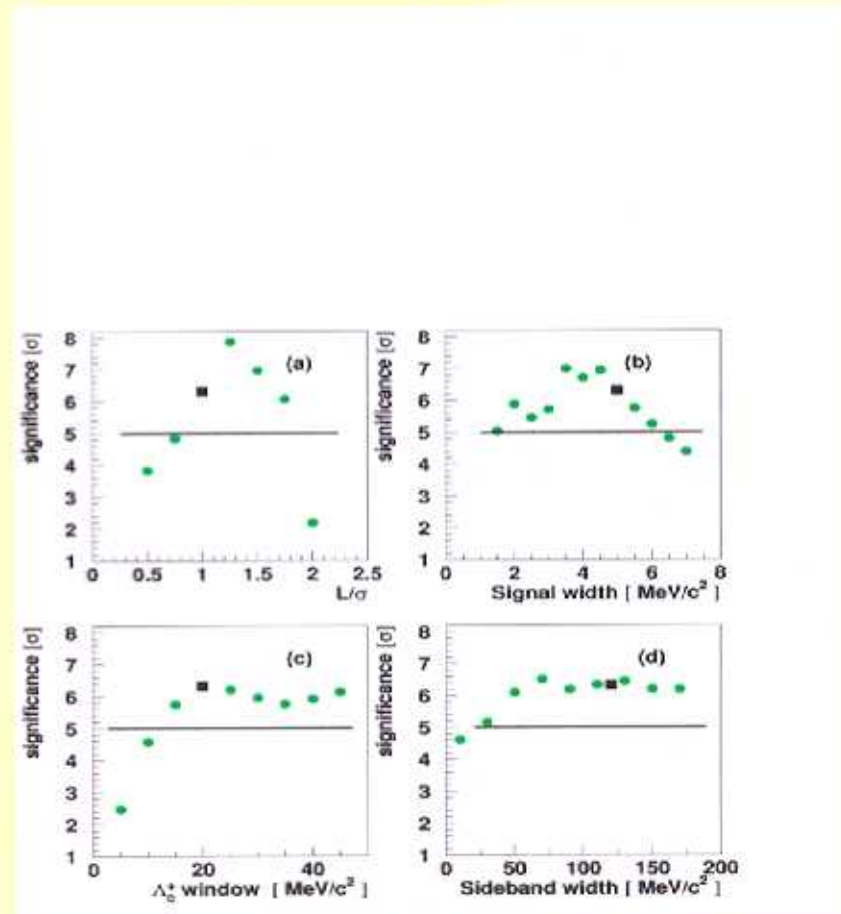 significance [σ]
8
7
6
5
4
3
2
1
(a)
0 0.5 1 1.5 2 2.5
L/σ
significance [σ]
8
7
6
5
4
3
2
1
(b)
0 2 4 6 8
Signal width [ MeV/c² ]
significance [σ]
8
7
6
5
4
3
2
1
(c)
0 20 40
Λc⁺ window [ MeV/c² ]
significance [σ]
8
7
6
5
4
3
2
1
(d)
0 50 100 150 200
Sideband width [ MeV/c² ]